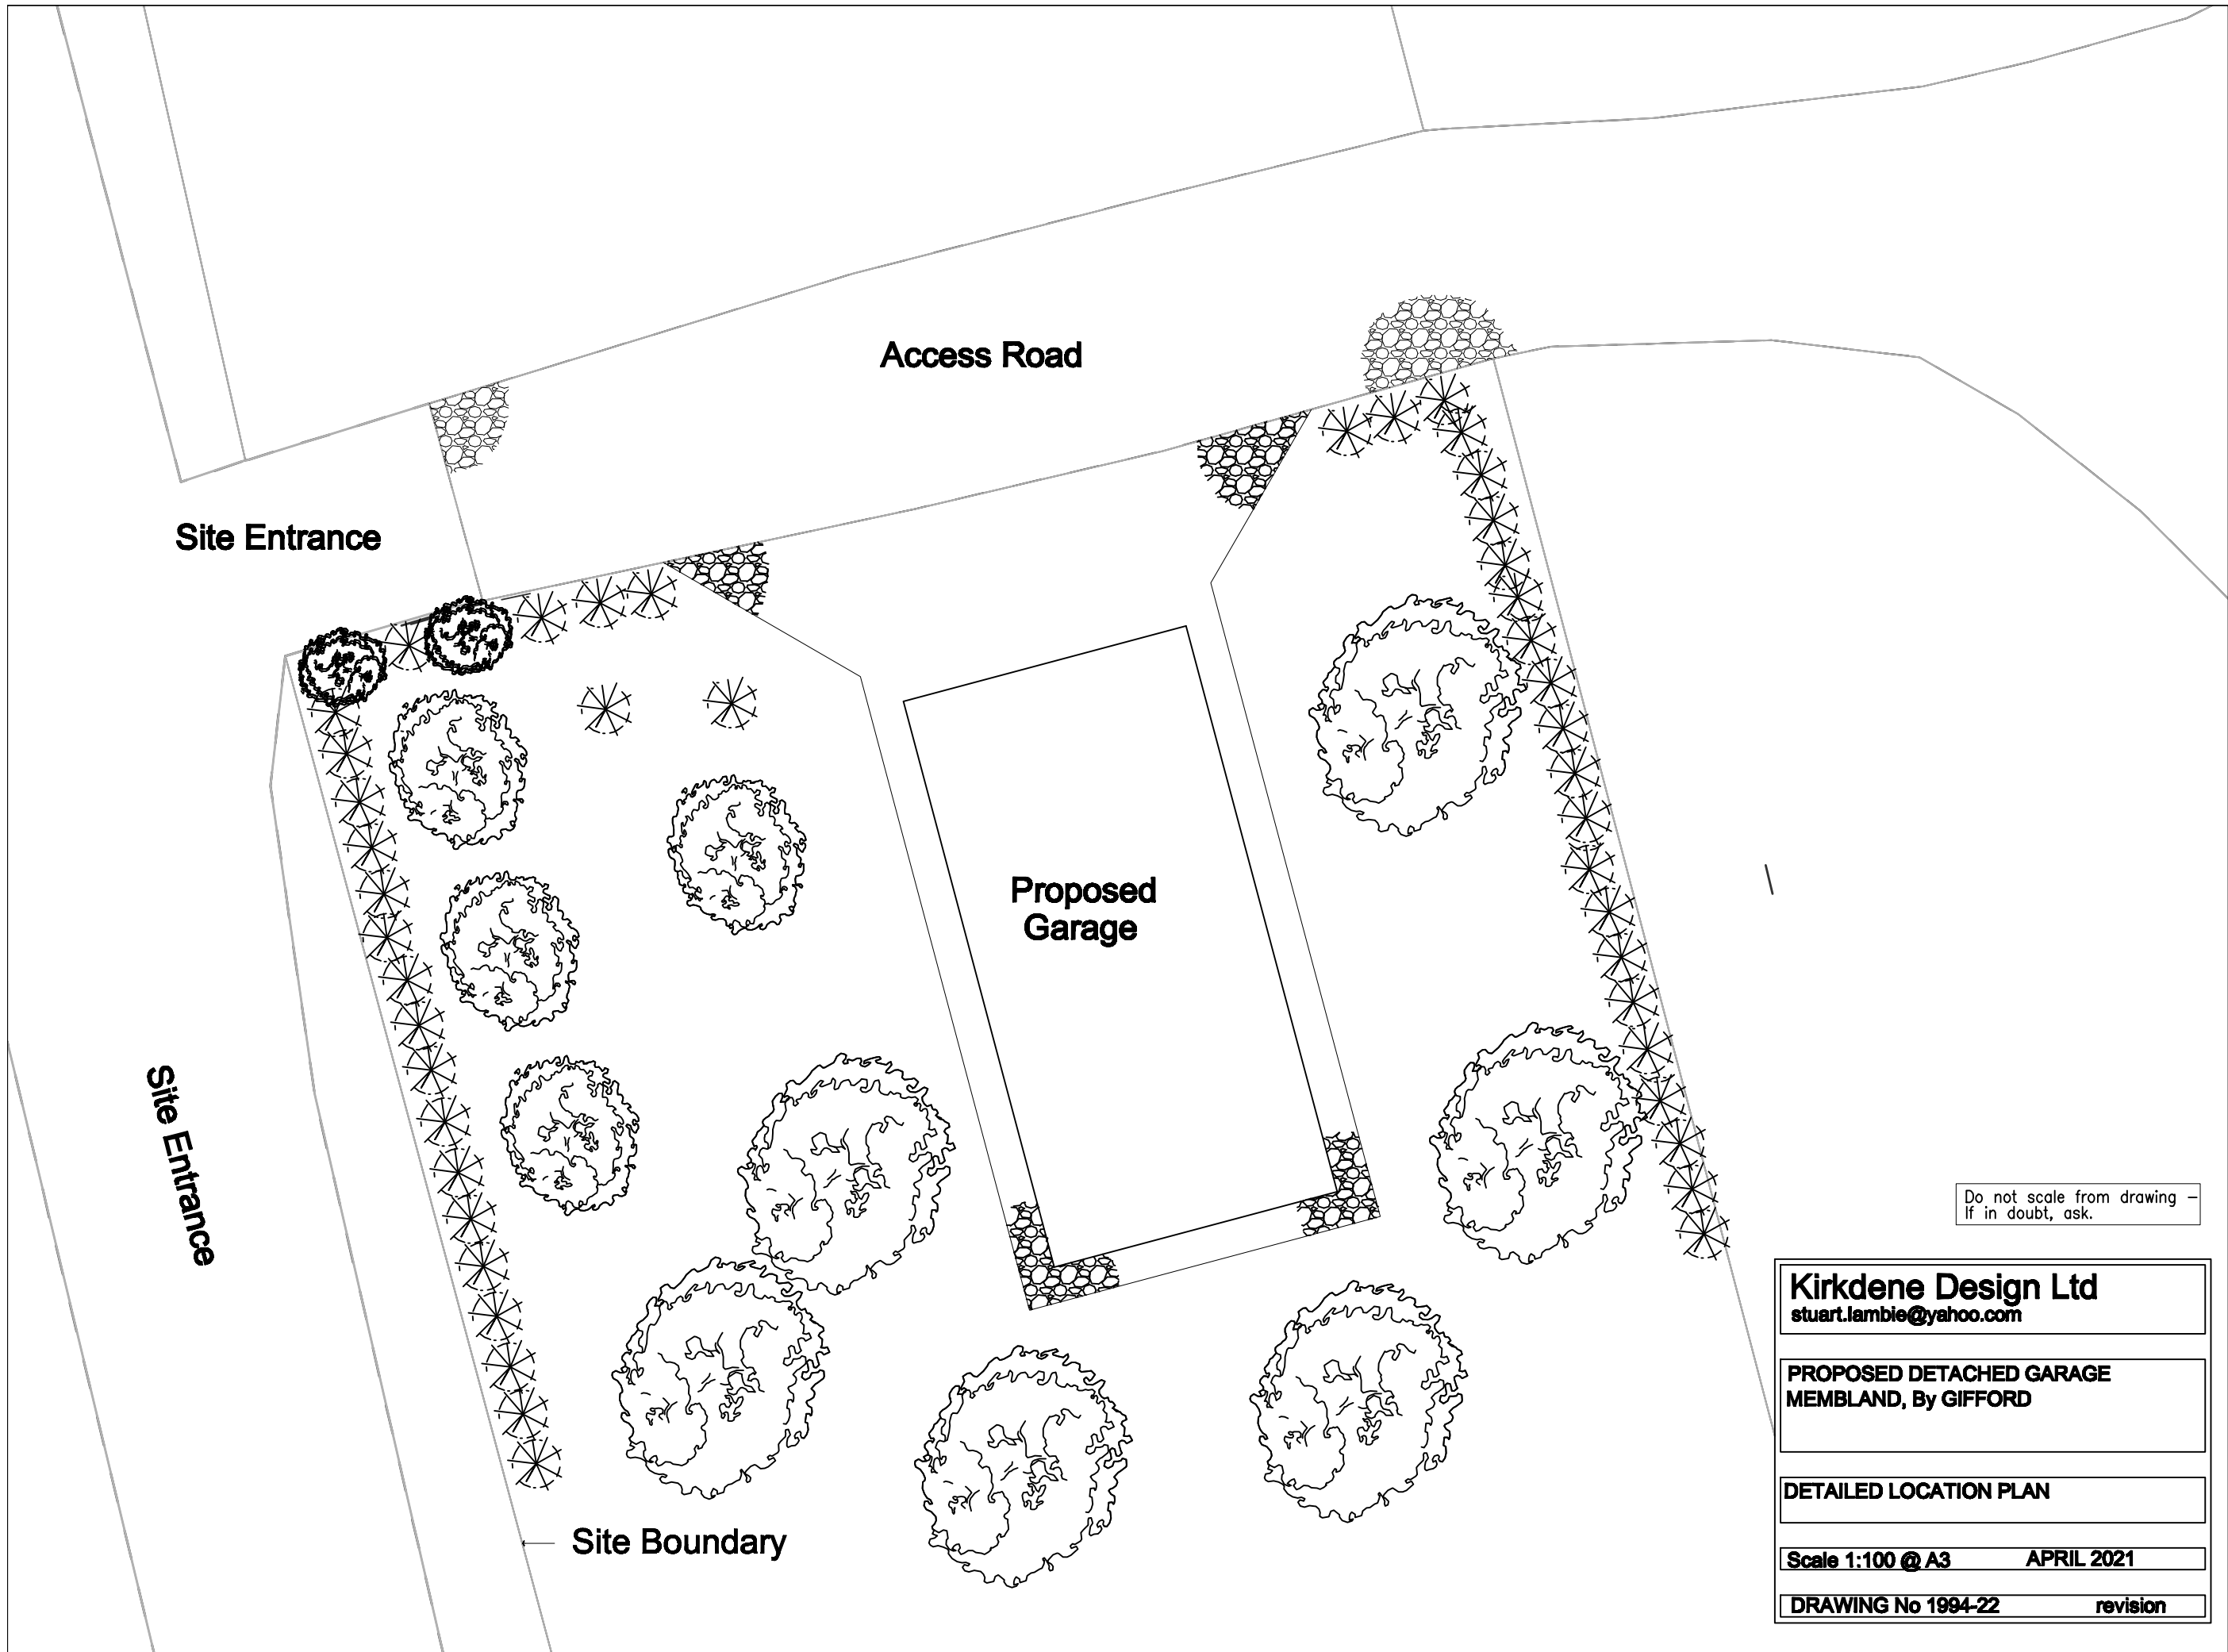 Access Road
Site Entrance
Proposed
Garage
Site Entrance
Site Boundary
Do not scale from drawing –
If in doubt, ask.
Kirkdene Design Ltd
stuart.lambie@yahoo.com
PROPOSED DETACHED GARAGE
MEMBLAND, By GIFFORD
DETAILED LOCATION PLAN
Scale 1:100 @ A3 APRIL 2021
DRAWING No 1994-22 revision